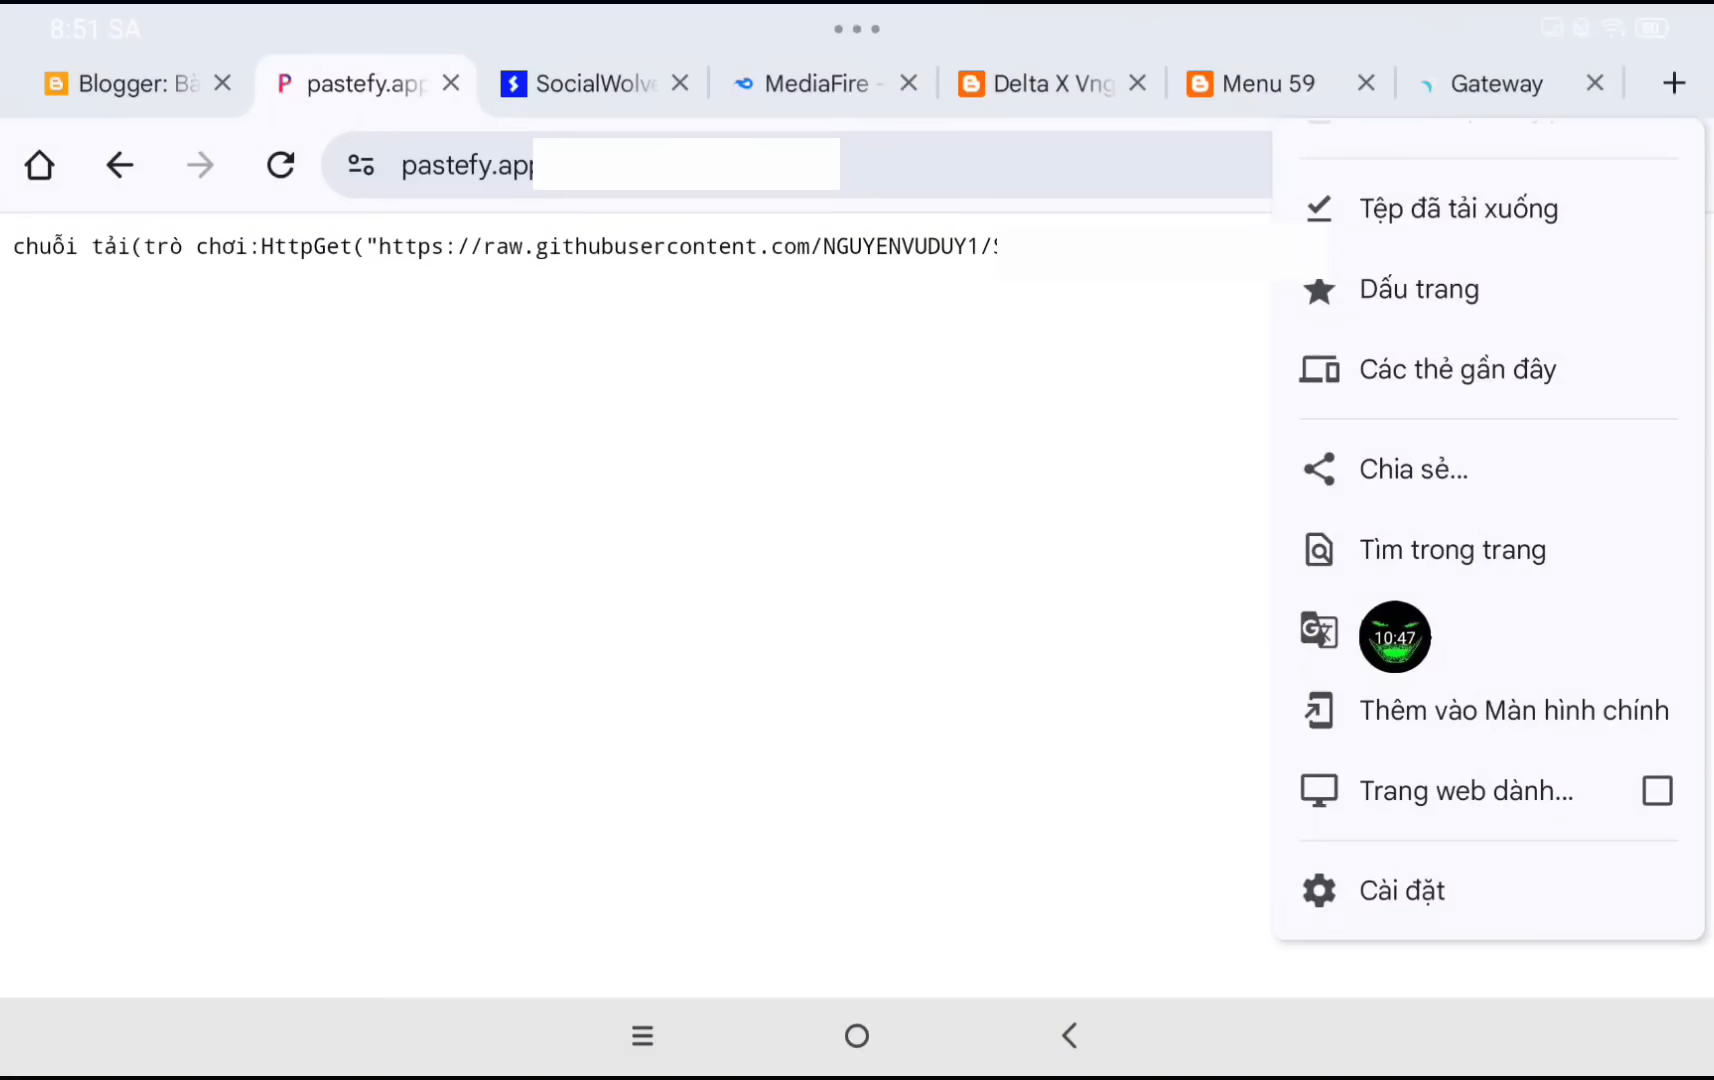 8:51 SA
Blogger: Bà
pastefy.app
SocialWolve
MediaFire -
Delta X Vng
Menu 59
Gateway
pastefy.app
chuỗi tải(trò chơi:HttpGet("https://raw.githubusercontent.com/NGUYENVUDUY1/
Tệp đã tải xuống
Dấu trang
Các thẻ gần đây
Chia sẻ...
Tìm trong trang
10:47
Thêm vào Màn hình chính
Trang web dành...
Cài đặt